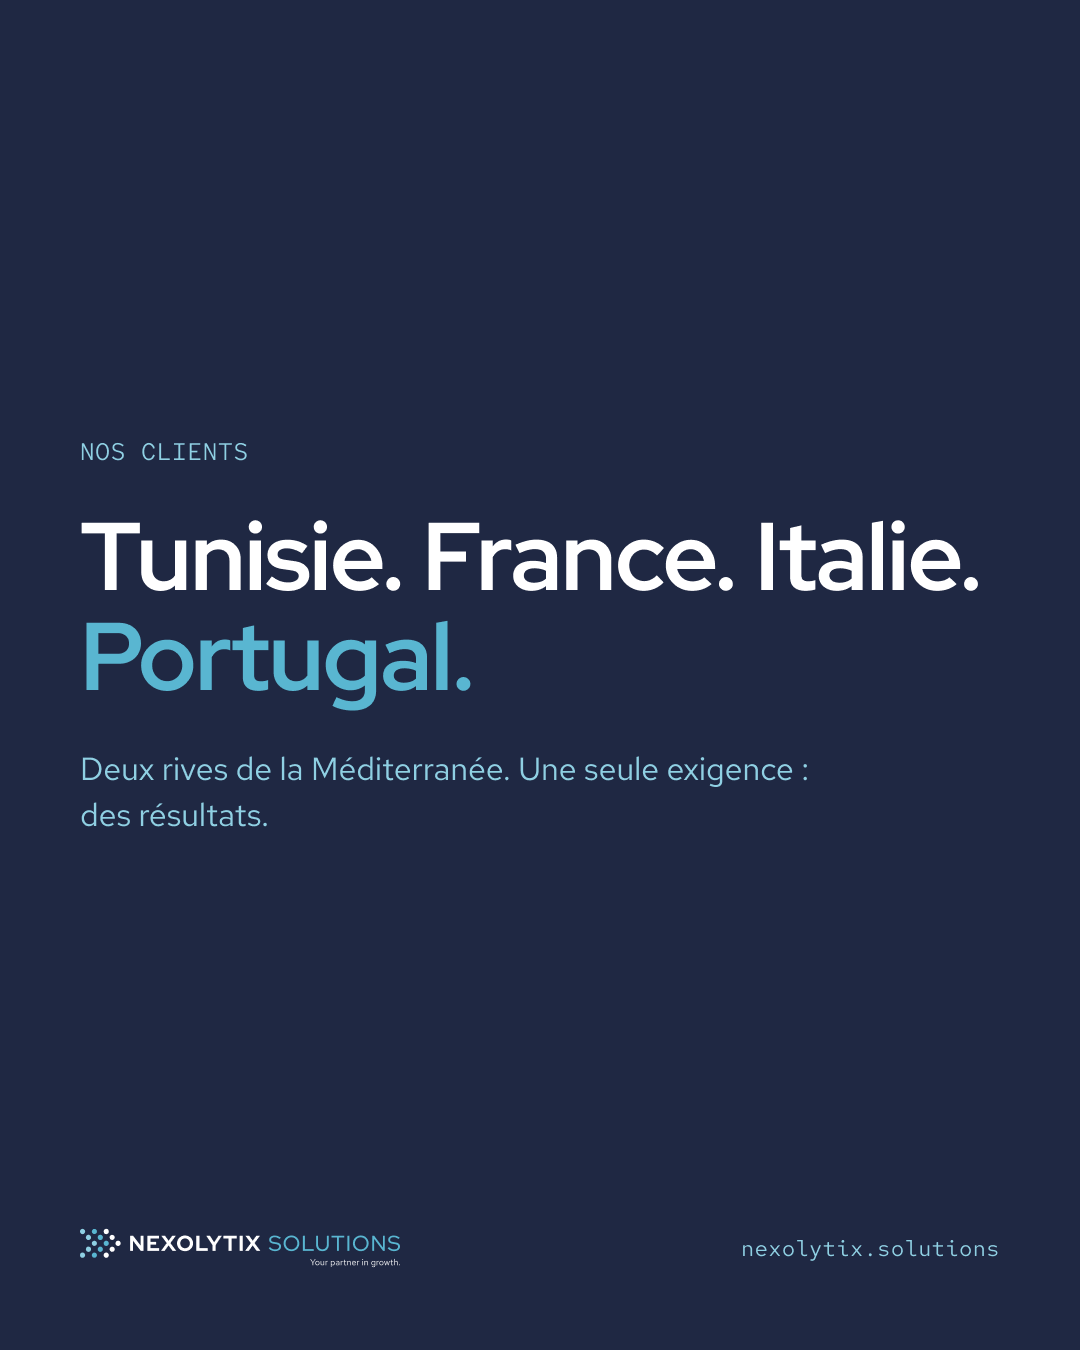 NOS CLIENTS
Tunisie. France. Italie.
Portugal.
Deux rives de la Méditerranée. Une seule exigence :
des résultats.
NEXOLYTIX SOLUTIONS
Your partner in growth.
nexolytix.solutions